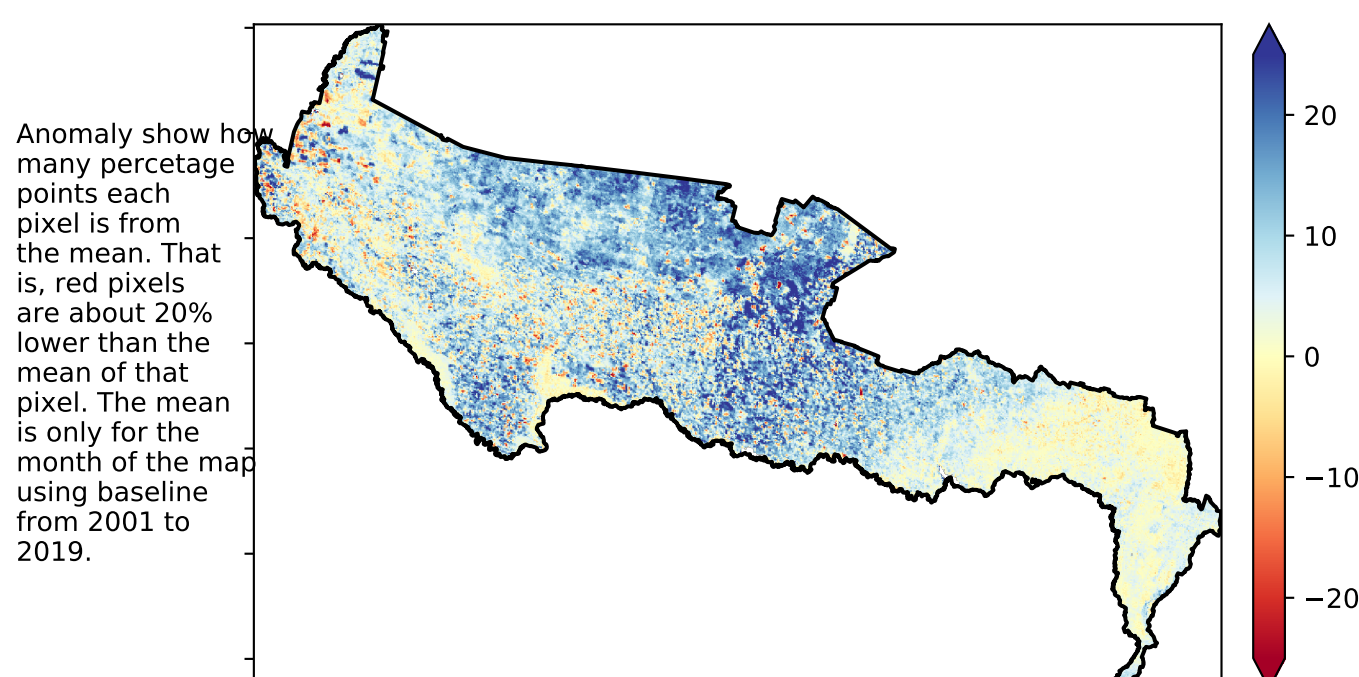 Anomaly show how
many percetage
points each
pixel is from
the mean. That
is, red pixels
are about 20%
lower than the
mean of that
pixel. The mean
is only for the
month of the map
using baseline
from 2001 to
2019.
20
10
0
−10
−20